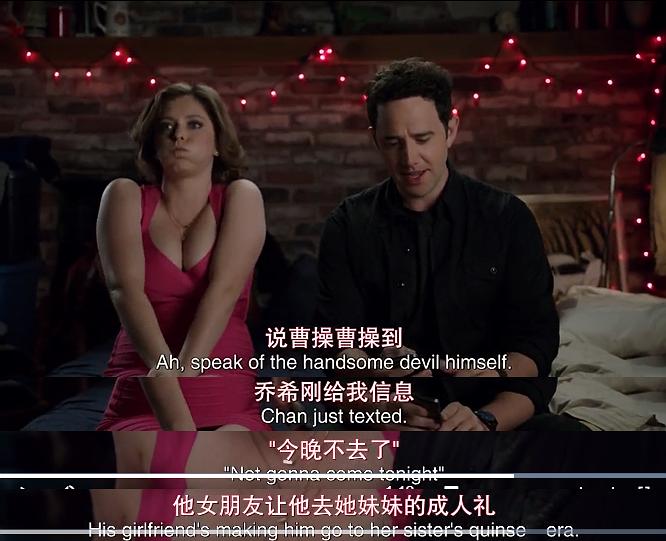 说曹操曹操到
Ah, speak of the handsome devil himself.
乔希刚给我信息
Chan just texted.
"今晚不去了"
"Not gonna come tonight"
他女朋友让他去她妹妹的成人礼
His girlfriend's making him go to her sister's quinse era.